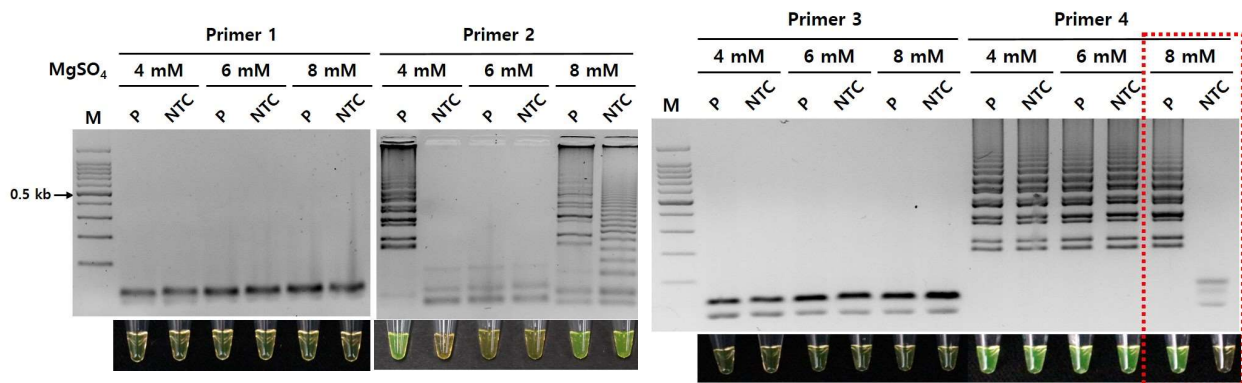 Primer 1 Primer 2 Primer 3 Primer 4
MgSO₄ 4 mM 6 mM 8 mM 4 mM 6 mM 8 mM 4 mM 6 mM 8 mM 4 mM 6 mM 8 mM
M P NTC P NTC P NTC P NTC P NTC P NTC M P NTC P NTC P NTC P NTC P NTC P NTC
0.5 kb